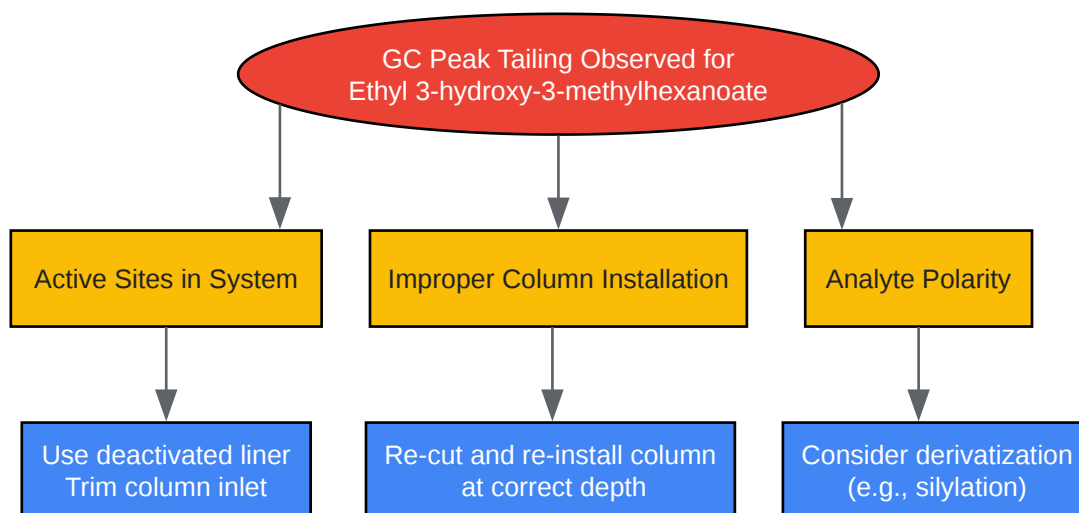 GC Peak Tailing Observed for
Ethyl 3-hydroxy-3-methylhexanoate
Active Sites in System
Improper Column Installation
Analyte Polarity
Use deactivated liner
Trim column inlet
Re-cut and re-install column
at correct depth
Consider derivatization
(e.g., silylation)